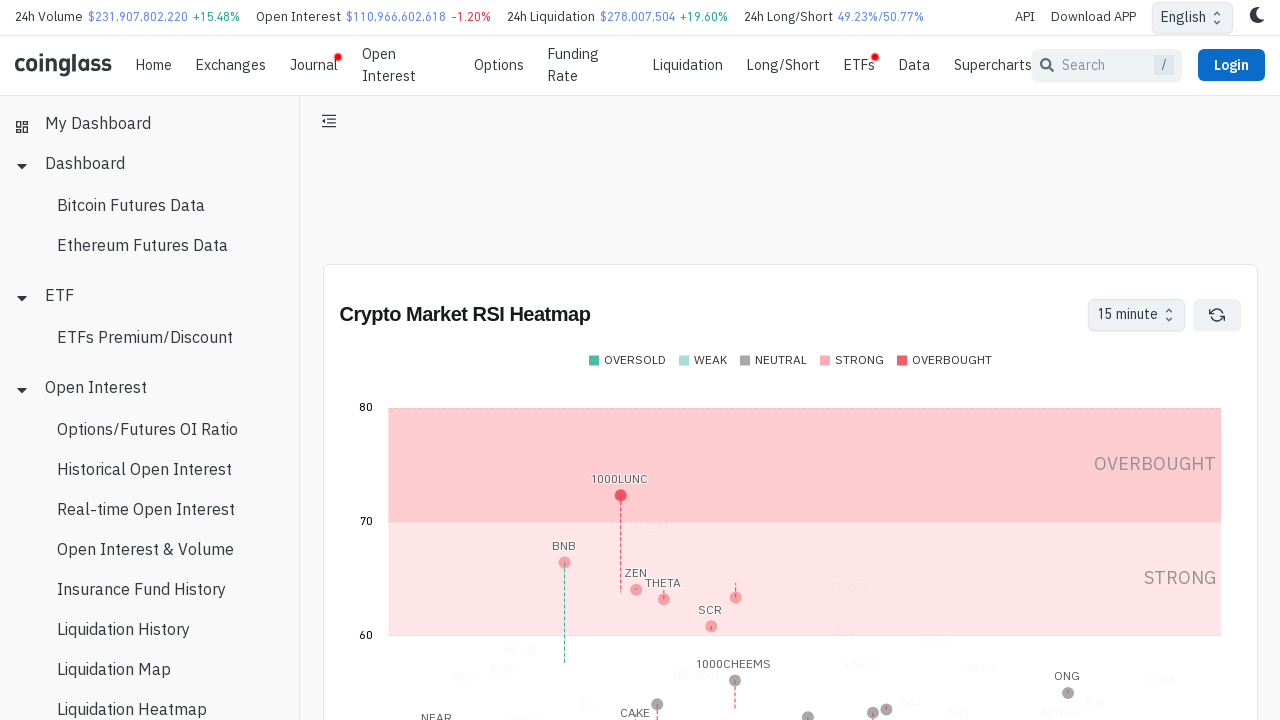 24h Volume $231,907,802,220 +15.48% Open Interest $110,966,602,618 -1.20% 24h Liquidation $278,007,504 +19.60% 24h Long/Short 49.23%/50.77% API Download APP English
coinglass Home Exchanges Journal Open Interest Options Funding Rate Liquidation Long/Short ETFs Data Supercharts Search / Login
My Dashboard
Dashboard
Bitcoin Futures Data
Ethereum Futures Data
ETF
ETFs Premium/Discount
Open Interest
Options/Futures OI Ratio
Historical Open Interest
Real-time Open Interest
Open Interest & Volume
Insurance Fund History
Liquidation History
Liquidation Map
Liquidation Heatmap
Crypto Market RSI Heatmap 15 minute
OVERSOLD WEAK NEUTRAL STRONG OVERBOUGHT
80
OVERBOUGHT
1000LUNC
70
BNB
ZEN
STRONG
THETA
POWR
SCR
60
USTC
MOVE
1000CHEEMS
STMX
EOS
ONG
NEAR
CAKE